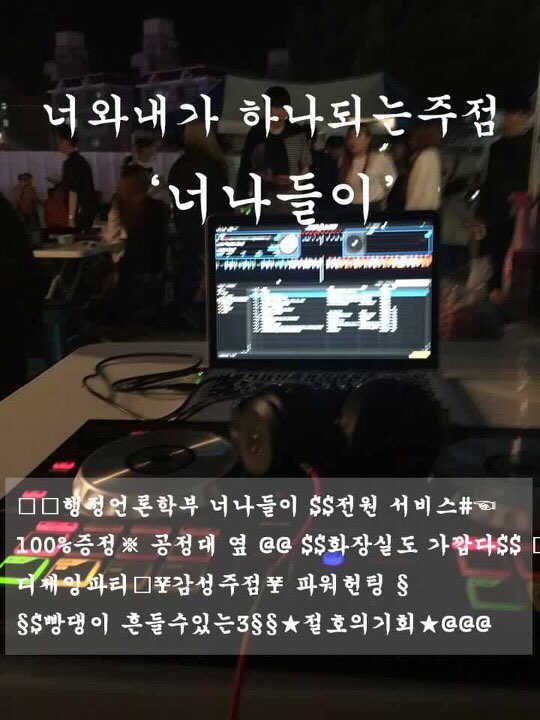 너와내가 하나되는주점
‘너나들이’
□□행정언론학부 너나들이 $$전원 서비스#☜
100%증정※ 공정대 옆 @@ $$화장실도 가깝다$$ □
디제잉파티□¥감성주점¥ 파워헌팅 §
§$빵댕이 흔들수있는3§§★절호의기회★@@@